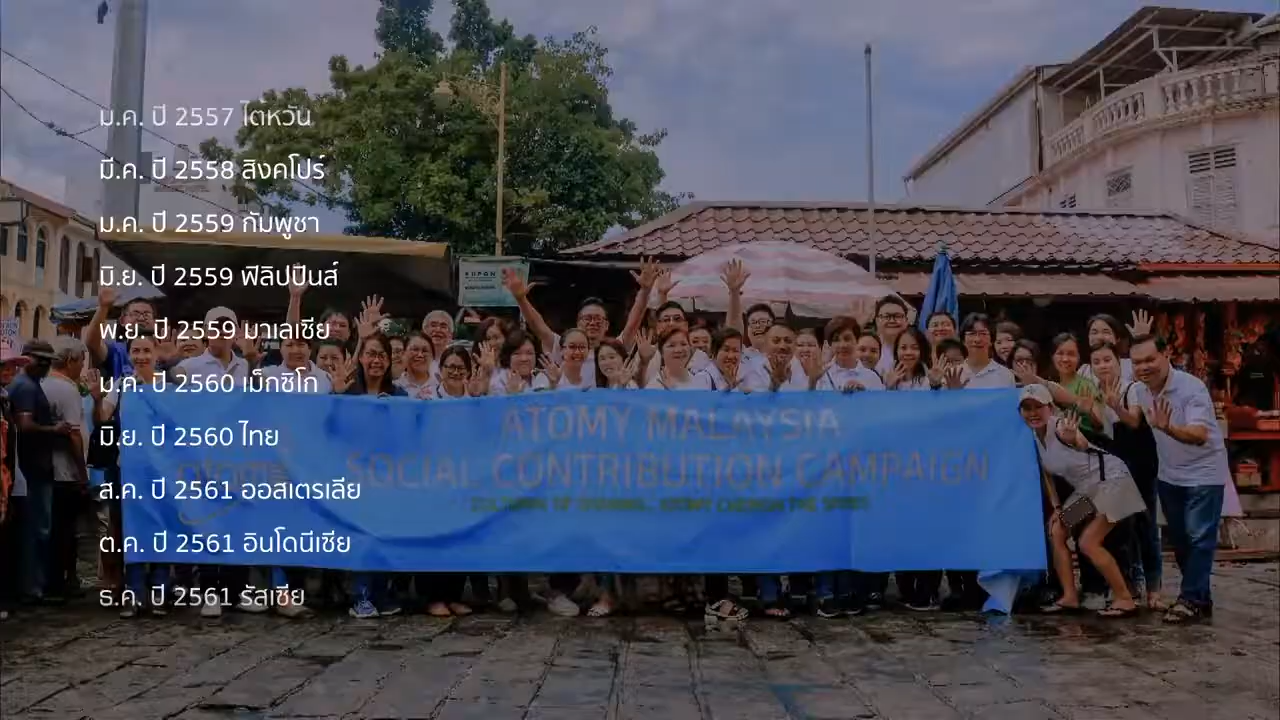 ม.ค. ปี 2557 ไต้หวัน
มี.ค. ปี 2558 สิงคโปร์
ม.ค. ปี 2559 กัมพูชา
มิ.ย. ปี 2559 ฟิลิปปินส์
พ.ย. ปี 2559 มาเลเซีย
ม.ค. ปี 2560 เม็กซิโก
มิ.ย. ปี 2560 ไทย
ส.ค. ปี 2561 ออสเตรเลีย
ต.ค. ปี 2561 อินโดนีเซีย
ธ.ค. ปี 2561 รัสเซีย
ATOMY MALAYSIA
SOCIAL CONTRIBUTION CAMPAIGN